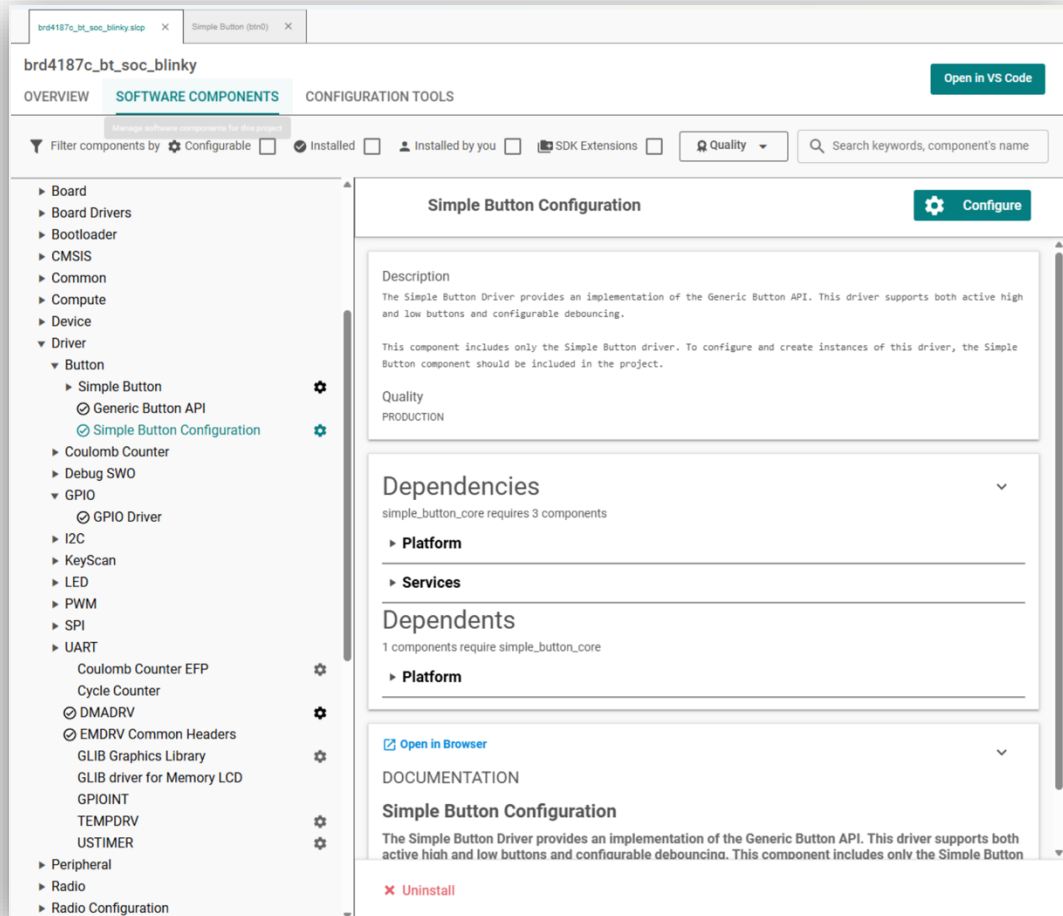 brd4187c_bt_soc_blinky.slcp
Simple Button (btn0)
brd4187c_bt_soc_blinky
Open in VS Code
OVERVIEW SOFTWARE COMPONENTS CONFIGURATION TOOLS
Manage software components for this project
Filter components by Configurable Installed Installed by you SDK Extensions Quality Search keywords, component's name
Board
Board Drivers
Bootloader
CMSIS
Common
Compute
Device
Driver
Button
Simple Button
Generic Button API
Simple Button Configuration
Coulomb Counter
Debug SWO
GPIO
GPIO Driver
I2C
KeyScan
LED
PWM
SPI
UART
Coulomb Counter EFP
Cycle Counter
DMADRV
EMDRV Common Headers
GLIB Graphics Library
GLIB driver for Memory LCD
GPIOINT
TEMPDRV
USTIMER
Peripheral
Radio
Radio Configuration
Simple Button Configuration
Configure
Description
The Simple Button Driver provides an implementation of the Generic Button API. This driver supports both active high
and low buttons and configurable debouncing.
This component includes only the Simple Button driver. To configure and create instances of this driver, the Simple
Button component should be included in the project.
Quality
PRODUCTION
Dependencies
simple_button_core requires 3 components
Platform
Services
Dependents
1 components require simple_button_core
Platform
Open in Browser
DOCUMENTATION
Simple Button Configuration
The Simple Button Driver provides an implementation of the Generic Button API. This driver supports both
active high and low buttons and configurable debouncing. This component includes only the Simple Button
Uninstall